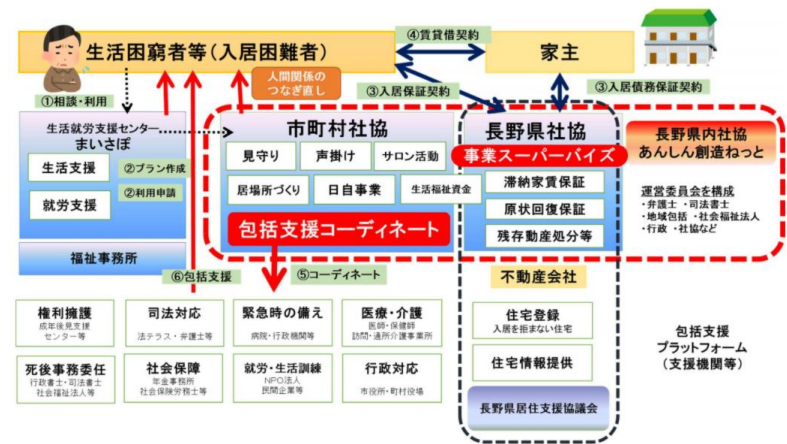 生活困窮者等(入居困難者)
④賃貸借契約
家主
人間関係の
つなぎ直し
③入居保証契約
③入居債務保証契約
①相談・利用
生活就労支援センター
まいさぽ
生活支援
就労支援
②プラン作成
②利用申請
福祉事務所
市町村社協
見守り
声掛け
サロン活動
居場所づくり
日自事業
生活福祉資金
包括支援コーディネート
長野県社協
事業スーパーバイズ
滞納家賃保証
原状回復保証
残存動産処分等
長野県内社協
あんしん創造ねっと
運営委員会を構成
・弁護士 ・司法書士
・地域包括 ・社会福祉法人
・行政 ・社協など
⑥包括支援
⑤コーディネート
権利擁護
成年後見支援
センター等
司法対応
法テラス・弁護士等
緊急時の備え
病院・行政機関等
医療・介護
医師・保健師
訪問・通所介護事業所
死後事務委任
行政書士・司法書士
社会福祉法人等
社会保障
年金事務所
社会保険労務士等
就労・生活訓練
NPO法人
民間企業等
行政対応
市役所・町村役場
不動産会社
住宅登録
入居を拒まない住宅
住宅情報提供
長野県居住支援協議会
包括支援
プラットフォーム
(支援機関等)